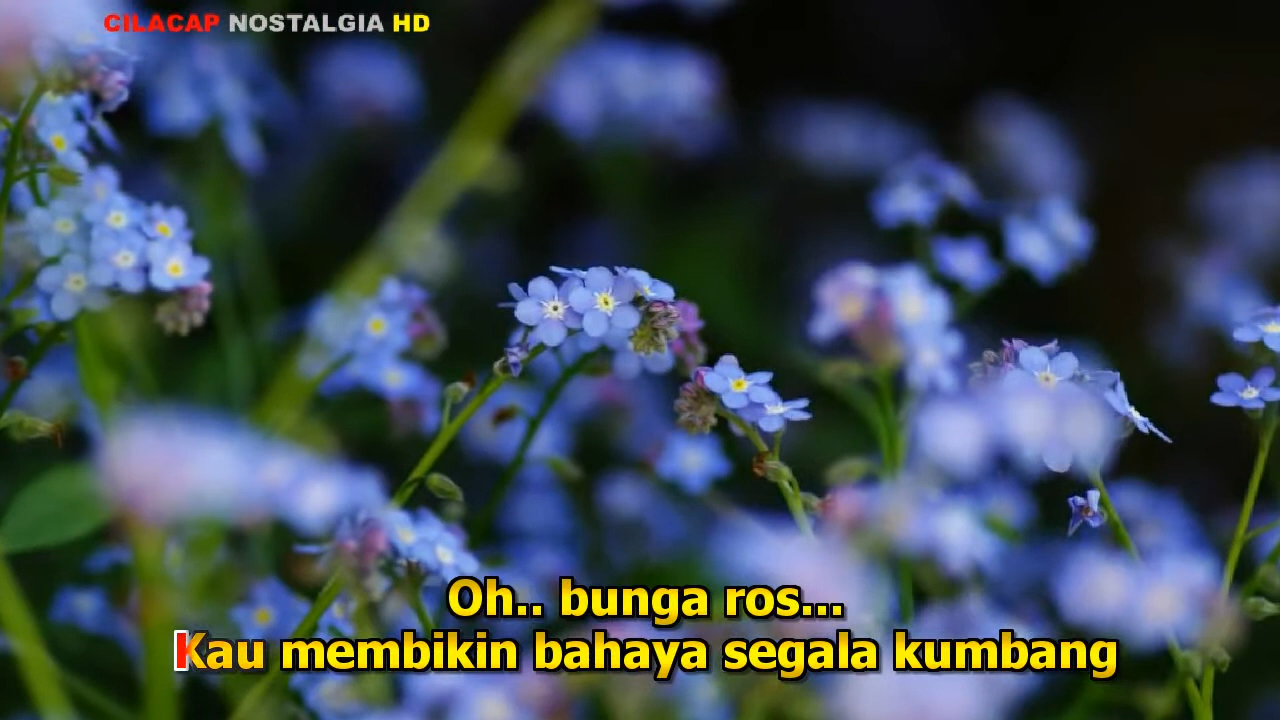 CILACAP NOSTALGIA HD
Oh.. bunga ros...
Kau membikin bahaya segala kumbang